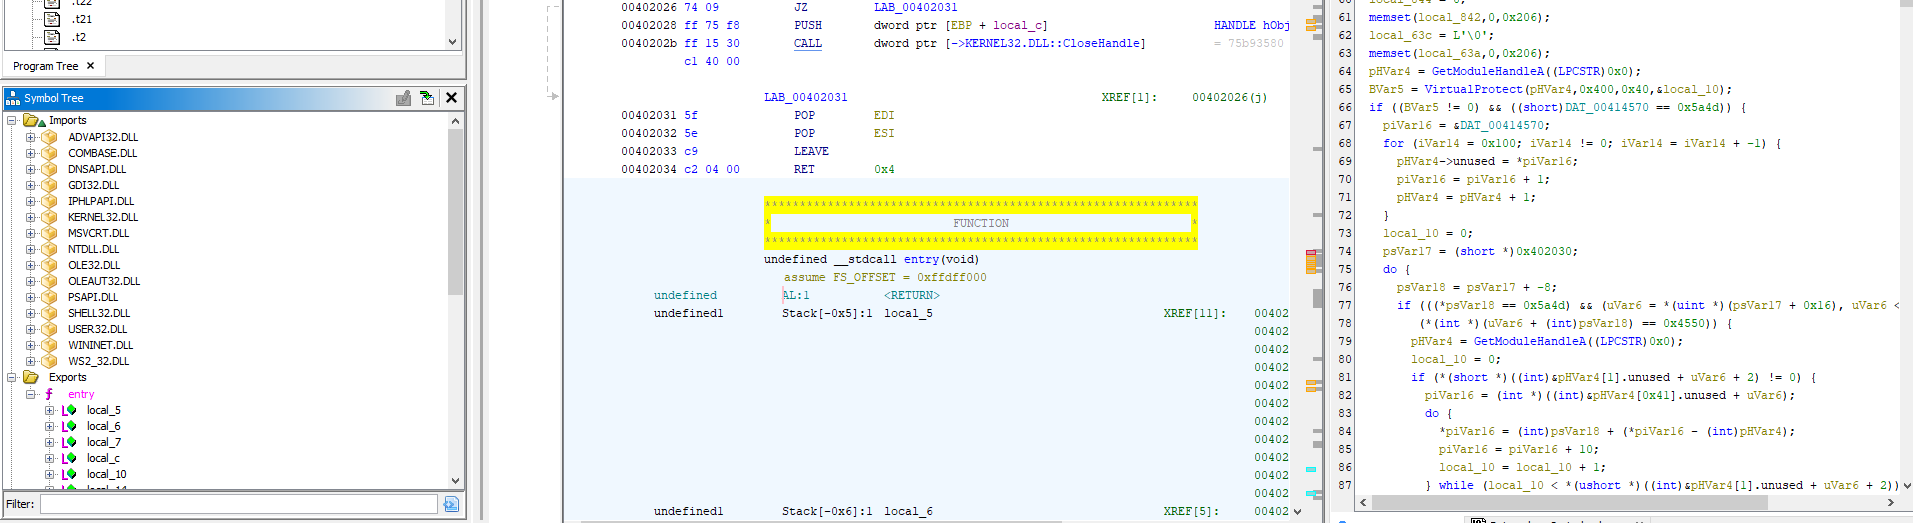 .t22
.t21
.t2
Program Tree
Symbol Tree
Imports
ADVAPI32.DLL
COMBASE.DLL
DNSAPI.DLL
GDI32.DLL
IPHLPAPI.DLL
KERNEL32.DLL
MSVCRT.DLL
NTDLL.DLL
OLE32.DLL
OLEAUT32.DLL
PSAPI.DLL
SHELL32.DLL
USER32.DLL
WININET.DLL
WS2_32.DLL
Exports
f entry
local_5
local_6
local_7
local_c
local_10
Filter:
00402026 74 09 JZ LAB_00402031
00402028 ff 75 f8 PUSH dword ptr [EBP + local_c] HANDLE hObj
0040202b ff 15 30 CALL dword ptr [->KERNEL32.DLL::CloseHandle] = 75b93580
c1 40 00
LAB_00402031 XREF[1]: 00402026(j)
00402031 5f POP EDI
00402032 5e POP ESI
00402033 c9 LEAVE
00402034 c2 04 00 RET 0x4
**************************************************************
* FUNCTION *
**************************************************************
undefined __stdcall entry(void)
assume FS_OFFSET = 0xffdff000
undefined AL:1 <RETURN>
undefined1 Stack[-0x5]:1 local_5 XREF[11]: 00402
00402
00402
00402
00402
00402
00402
00402
00402
00402
00402
undefined1 Stack[-0x6]:1 local_6 XREF[5]: 00402
61 memset(local_842,0,0x206);
62 local_63c = L'\0';
63 memset(local_63a,0,0x206);
64 pHVar4 = GetModuleHandleA((LPCSTR)0x0);
65 BVar5 = VirtualProtect(pHVar4,0x400,0x40,&local_10);
66 if ((BVar5 != 0) && ((short)DAT_00414570 == 0x5a4d)) {
67 piVar16 = &DAT_00414570;
68 for (iVar14 = 0x100; iVar14 != 0; iVar14 = iVar14 + -1) {
69 pHVar4->unused = *piVar16;
70 piVar16 = piVar16 + 1;
71 pHVar4 = pHVar4 + 1;
72 }
73 local_10 = 0;
74 psVar17 = (short *)0x402030;
75 do {
76 psVar18 = psVar17 + -8;
77 if (((*psVar18 == 0x5a4d) && (uVar6 = *(uint *)(psVar17 + 0x16), uVar6 <
78 (*(int *)(uVar6 + (int)psVar18) == 0x4550)) {
79 pHVar4 = GetModuleHandleA((LPCSTR)0x0);
80 local_10 = 0;
81 if (*(short *)((int)&pHVar4[1].unused + uVar6 + 2) != 0) {
82 piVar16 = (int *)((int)&pHVar4[0x41].unused + uVar6);
83 do {
84 *piVar16 = (int)psVar18 + (*piVar16 - (int)pHVar4);
85 piVar16 = piVar16 + 10;
86 local_10 = local_10 + 1;
87 } while (local_10 < *(ushort *)((int)&pHVar4[1].unused + uVar6 + 2))